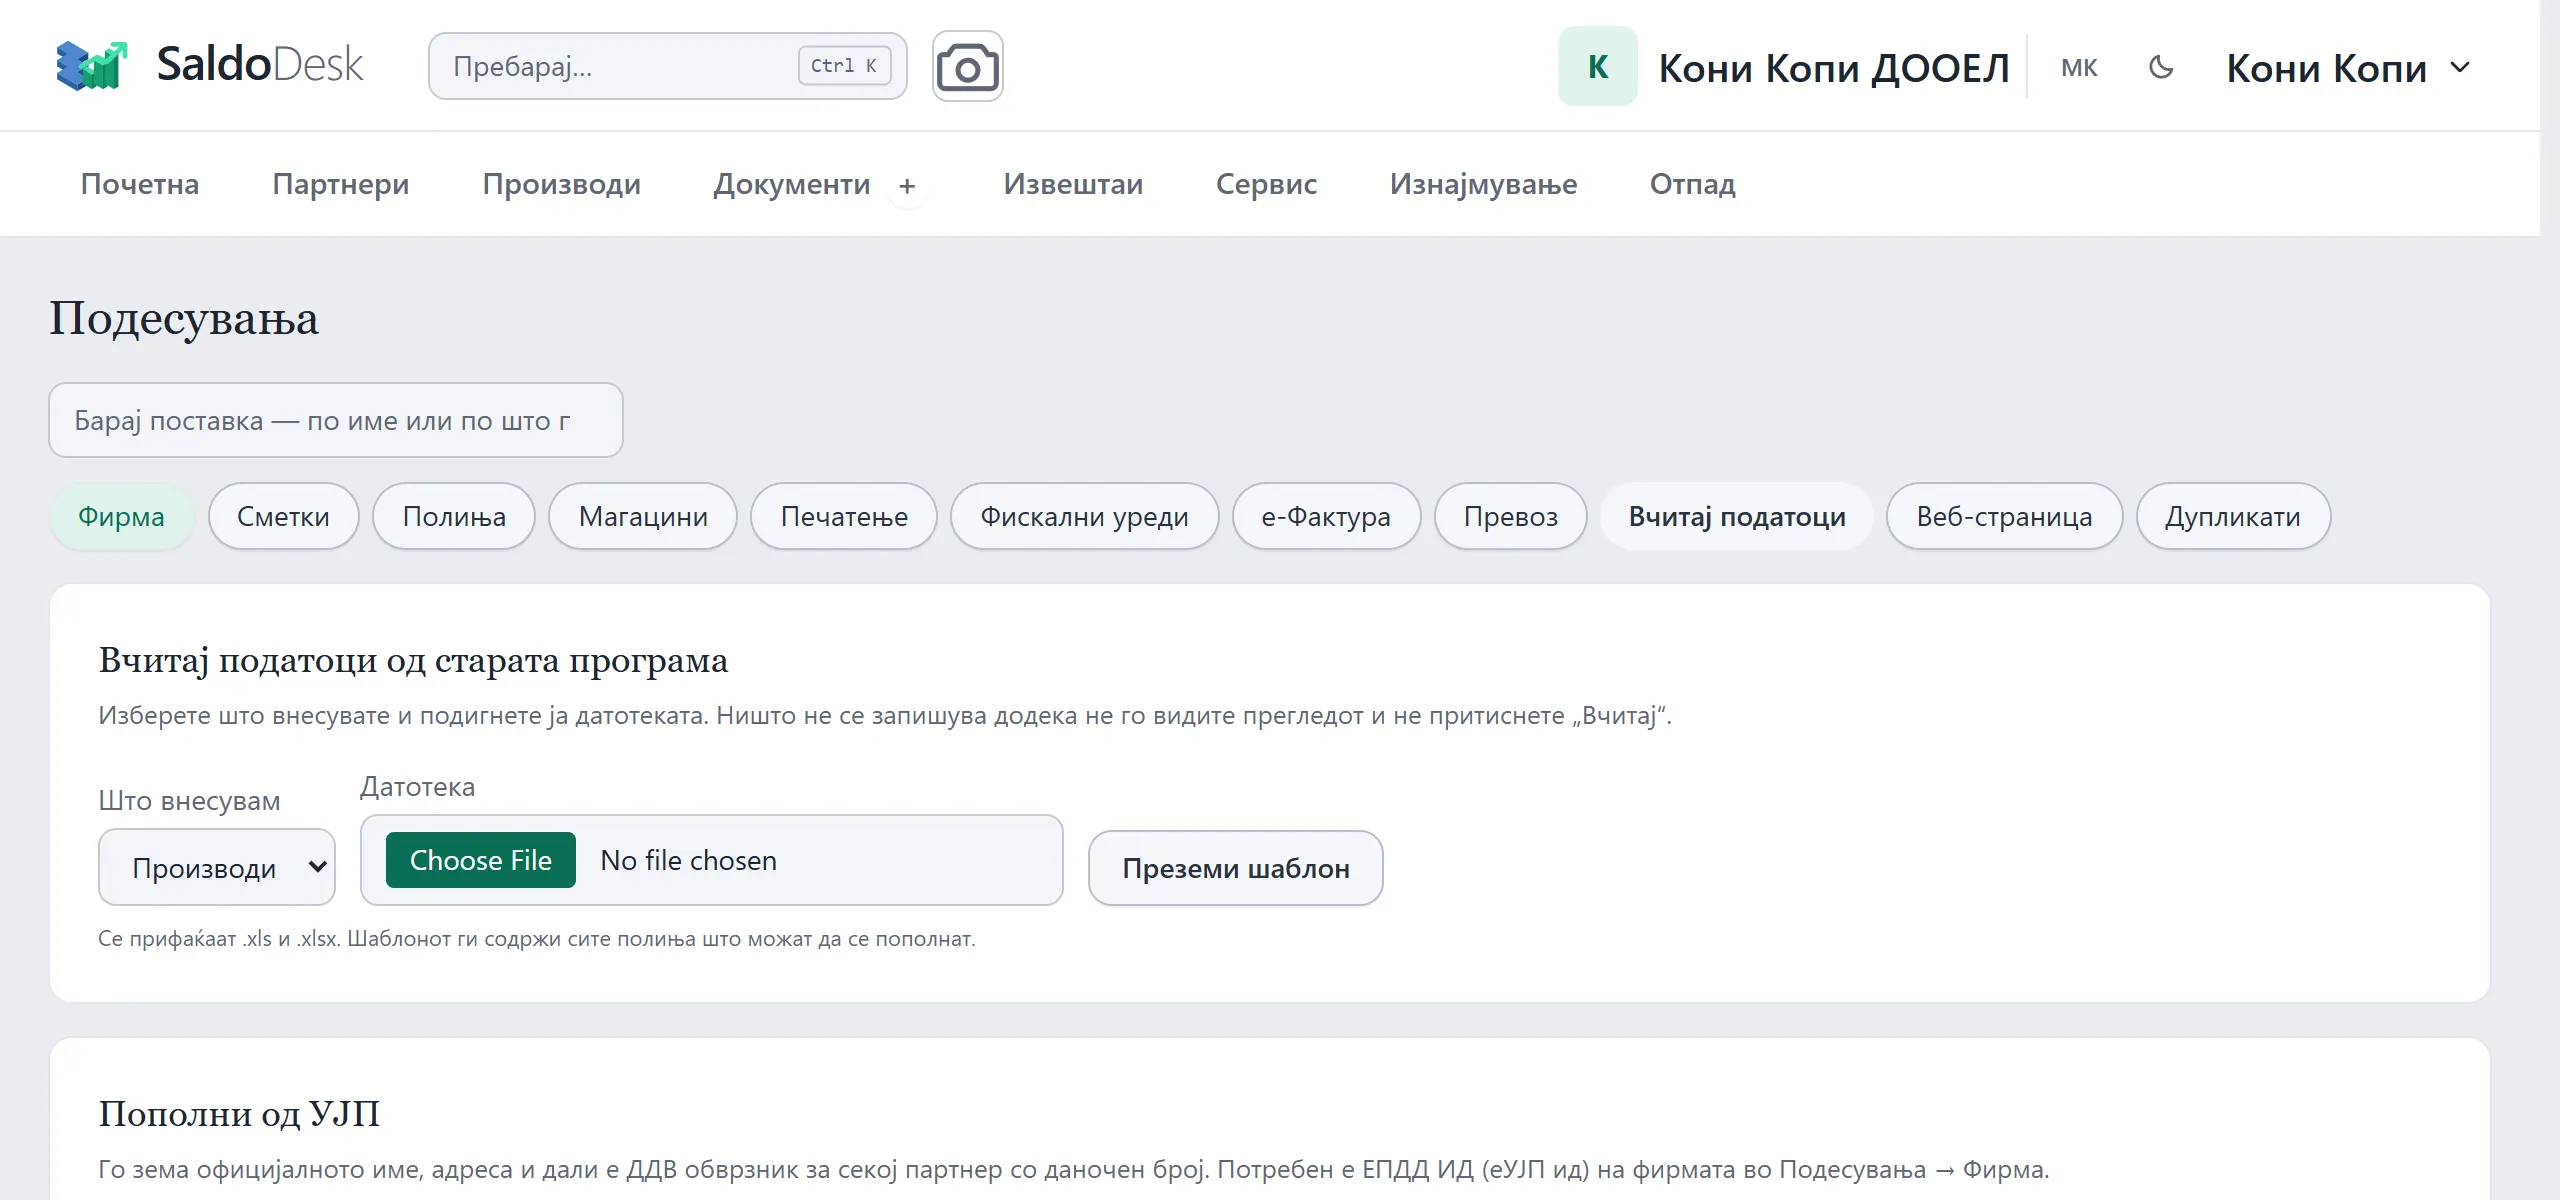 SaldoDesk
Пребарај... Ctrl K
К Кони Копи ДООЕЛ МК Кони Копи
Почетна Партнери Производи Документи + Извештаи Сервис Изнајмување Отпад
Подесувања
Барај поставка — по име или по што г
Фирма Сметки Полиња Магацини Печатење Фискални уреди е-Фактура Превоз Вчитај податоци Веб-страница Дупликати
Вчитај податоци од старата програма
Изберете што внесувате и подигнете ја датотеката. Ништо не се запишува додека не го видите прегледот и не притиснете „Вчитај“.
Што внесувам Датотека
Производи Choose File No file chosen Преземи шаблон
Се прифаќаат .xls и .xlsx. Шаблонот ги содржи сите полиња што можат да се пополнат.
Пополни од УЈП
Го зема официјалното име, адреса и дали е ДДВ обврзник за секој партнер со даночен број. Потребен е ЕПДД ИД (еУЈП ид) на фирмата во Подесувања → Фирма.